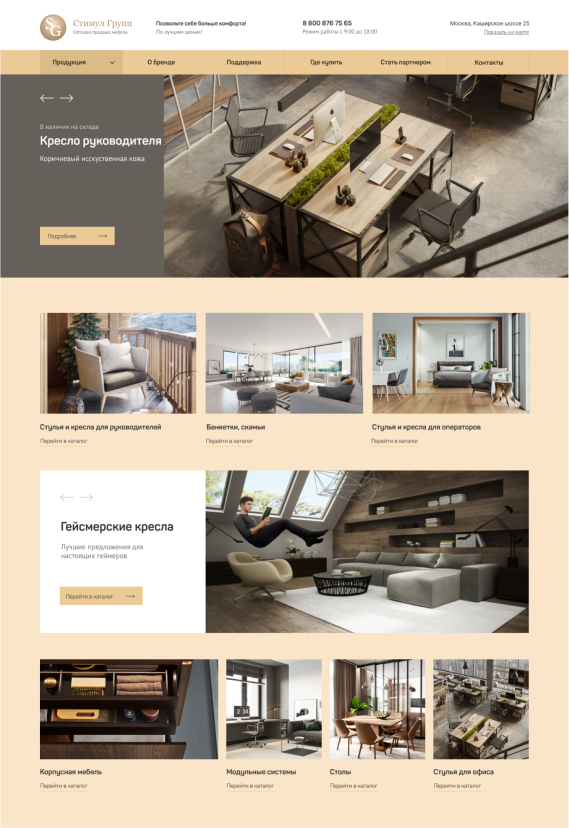 SG
Стимул Групп
Оптовая продажа мебель
Позвольте себе больше комфорта!
По лучшим ценам!
8 800 876 75 65
Режим работы с 9:00 до 18:00
Москва, Каширское шоссе 25
Показать на карте
Продукция
О бренде
Поддержка
Где купить
Стать партнером
Контакты
В наличии на складе
Кресло руководителя
Коричневый исскуственная кожа
Подробнее
Стулья и кресла для руководителей
Перейти в каталог
Банкетки, скамьи
Перейти в каталог
Стулья и кресла для операторов
Перейти в каталог
Гейсмерские кресла
Лучшие предложения для
настоящих геймеров
Перейти в каталог
Корпусная мебель
Перейти в каталог
Модульные системы
Перейти в каталог
Столы
Перейти в каталог
Стулья для офиса
Перейти в каталог